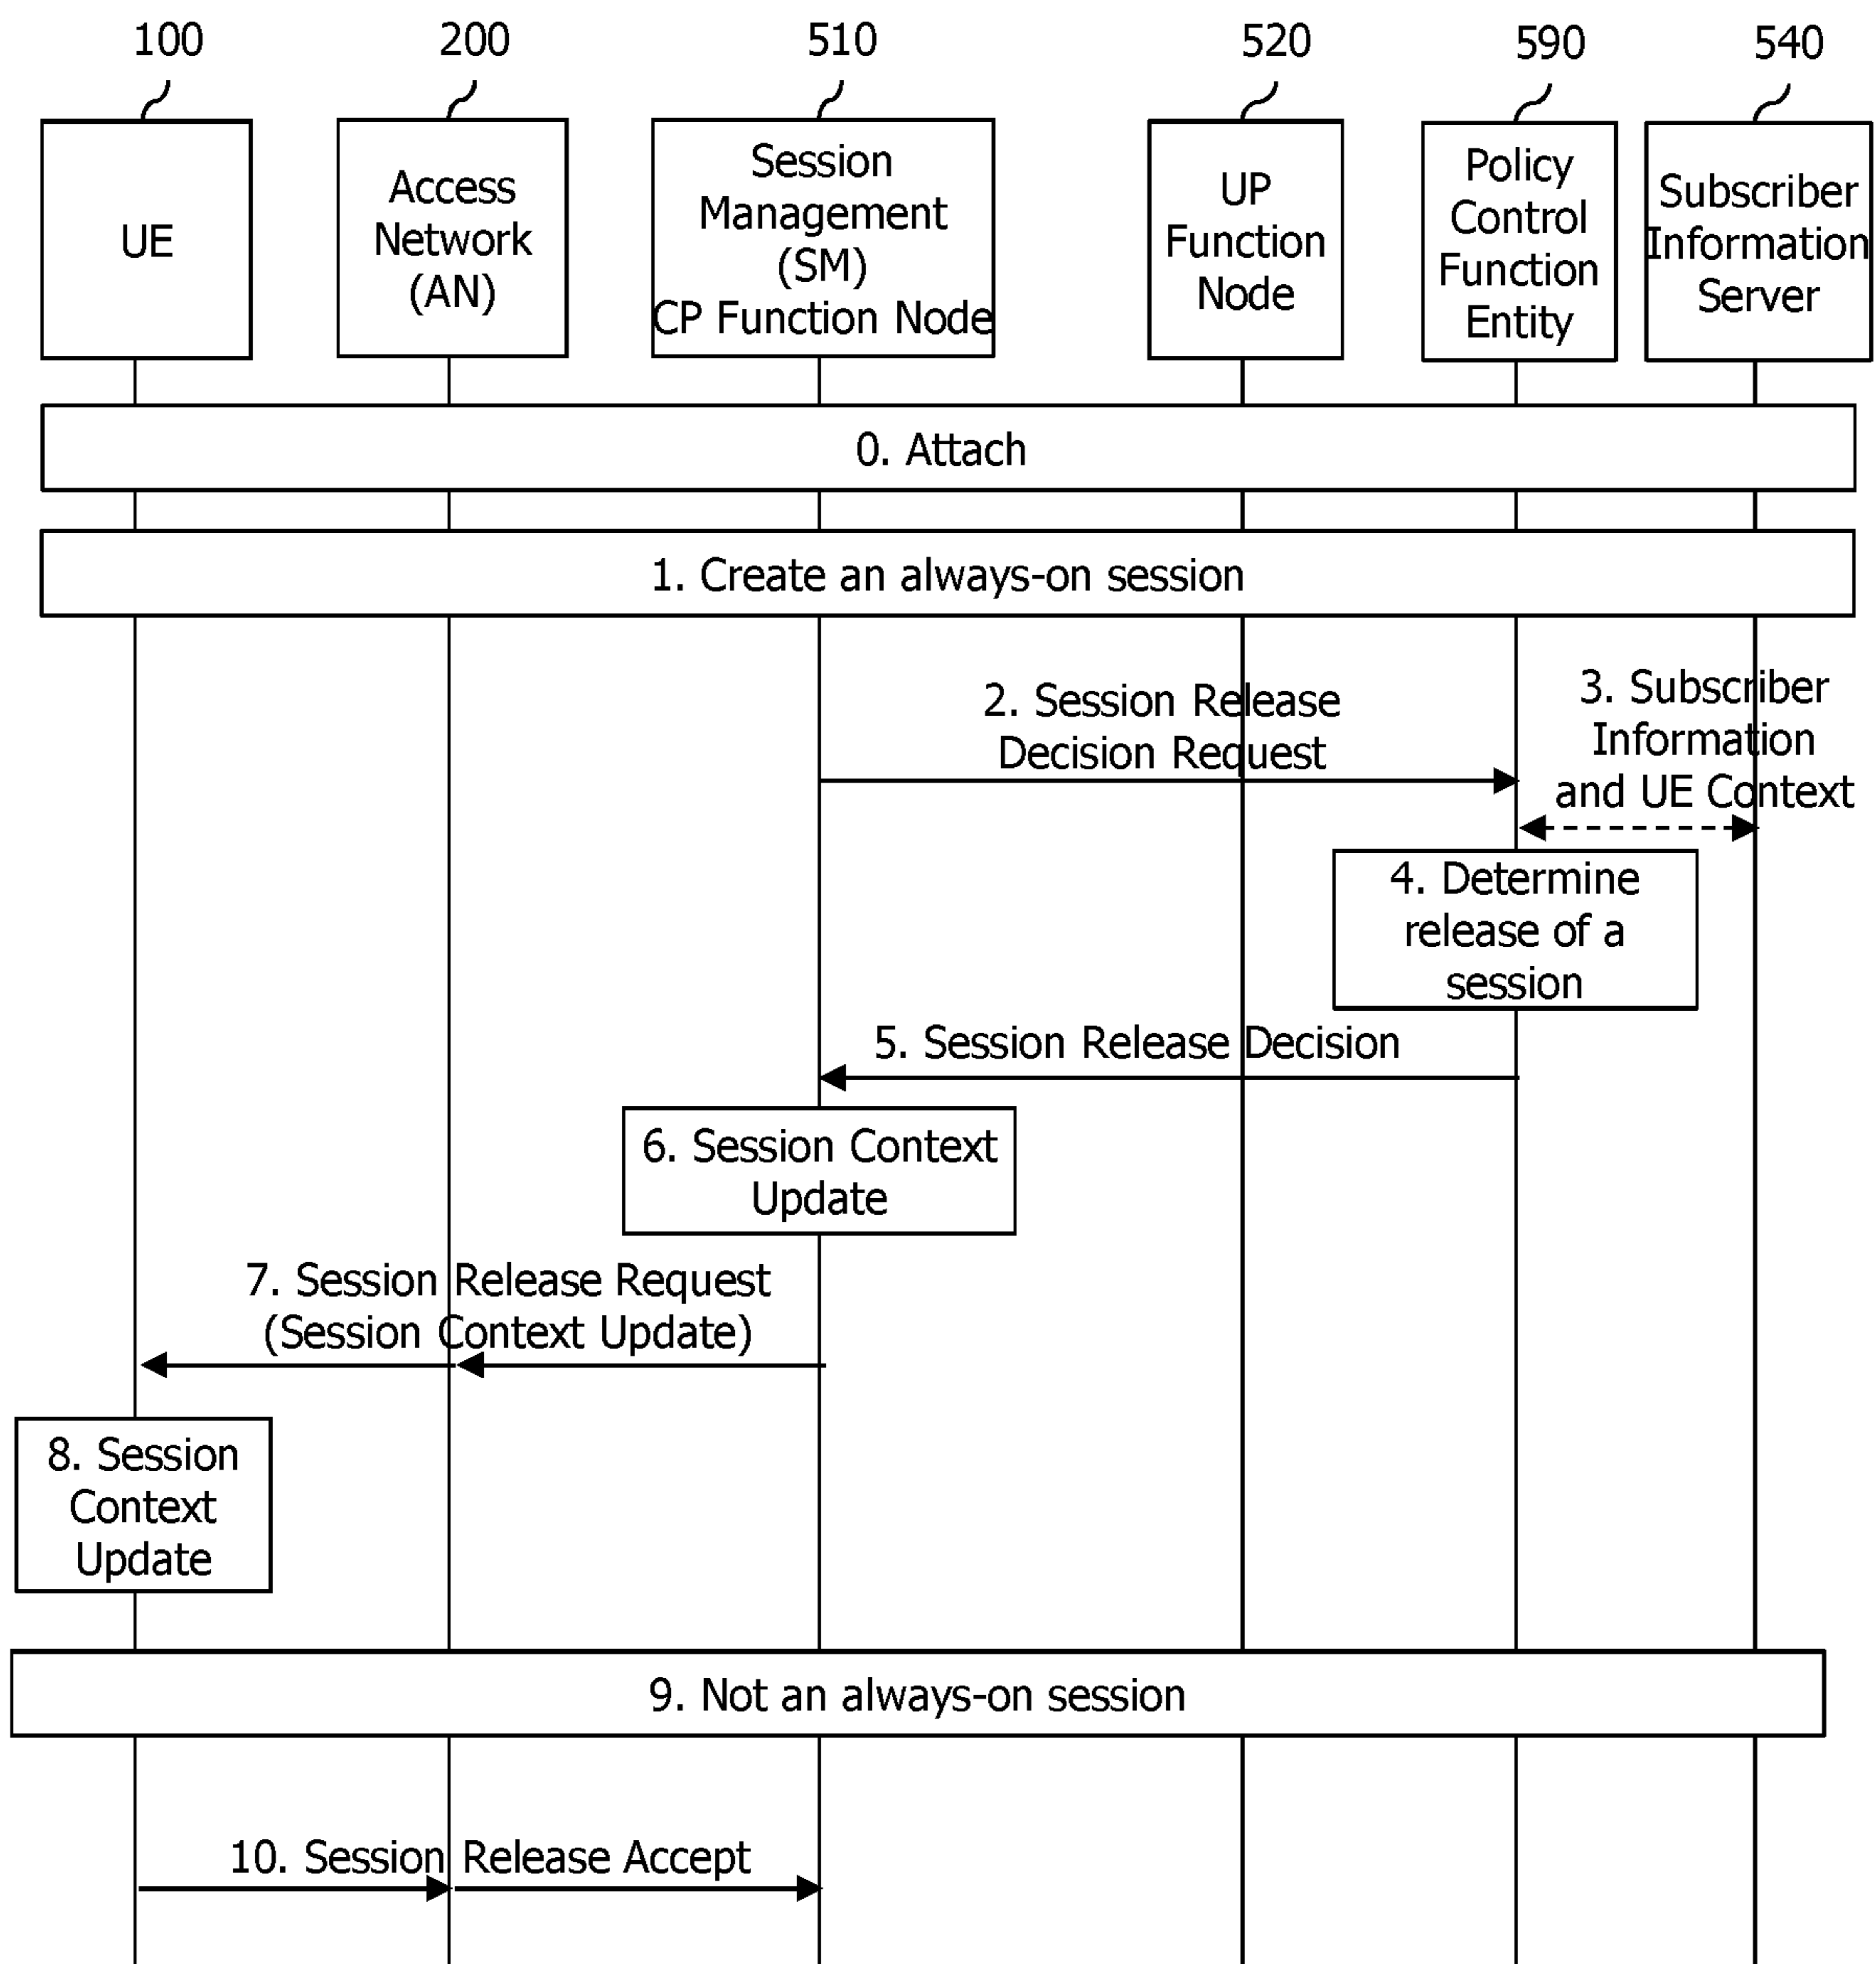 100
200
510
520
590
540
UE
Access
Network
(AN)
Session
Management
(SM)
CP Function Node
UP
Function
Node
Policy
Control
Function
Entity
Subscriber
Information
Server
0. Attach
1. Create an always-on session
2. Session Release
Decision Request
3. Subscriber
Information
and UE Context
4. Determine
release of a
session
5. Session Release Decision
6. Session Context
Update
7. Session Release Request
(Session Context Update)
8. Session
Context
Update
9. Not an always-on session
10. Session Release Accept